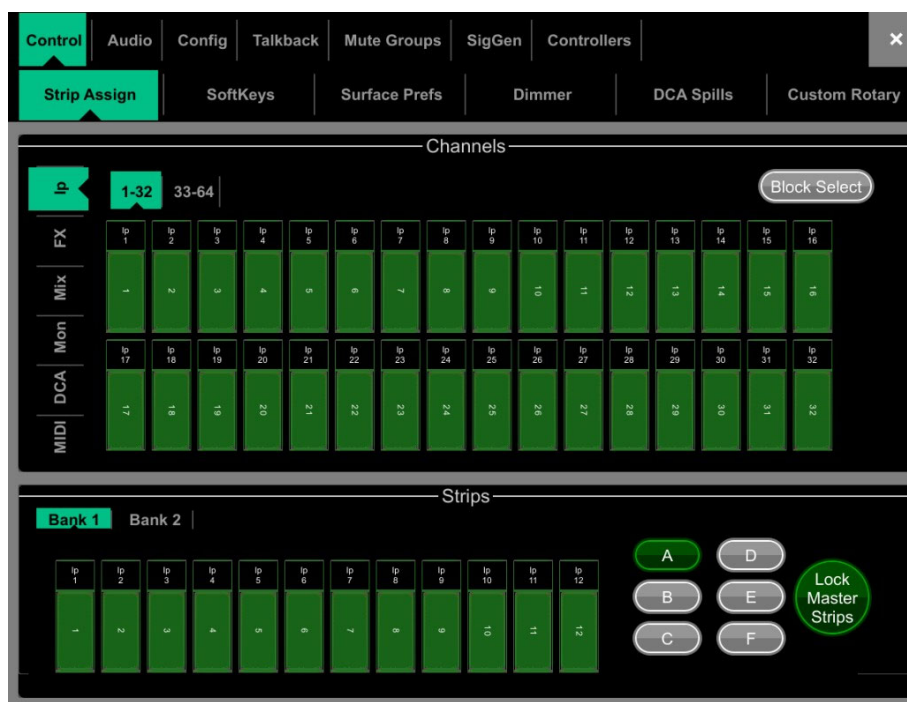 Control Audio Config Talkback Mute Groups SigGen Controllers ×
Strip Assign SoftKeys Surface Prefs Dimmer DCA Spills Custom Rotary
Channels
Ip 1-32 33-64 Block Select
FX
Mix
Mon
DCA
MIDI
Ip Ip Ip Ip Ip Ip Ip Ip Ip Ip Ip Ip Ip Ip Ip Ip
1 2 3 4 5 6 7 8 9 10 11 12 13 14 15 16
1 2 3 4 5 6 7 8 9 10 11 12 13 14 15 16
Ip Ip Ip Ip Ip Ip Ip Ip Ip Ip Ip Ip Ip Ip Ip Ip
17 18 19 20 21 22 23 24 25 26 27 28 29 30 31 32
17 18 19 20 21 22 23 24 25 26 27 28 29 30 31 32
Strips
Bank 1 Bank 2
Ip Ip Ip Ip Ip Ip Ip Ip Ip Ip Ip Ip
1 2 3 4 5 6 7 8 9 10 11 12
1 2 3 4 5 6 7 8 9 10 11 12
A D
B E
C F
Lock
Master
Strips